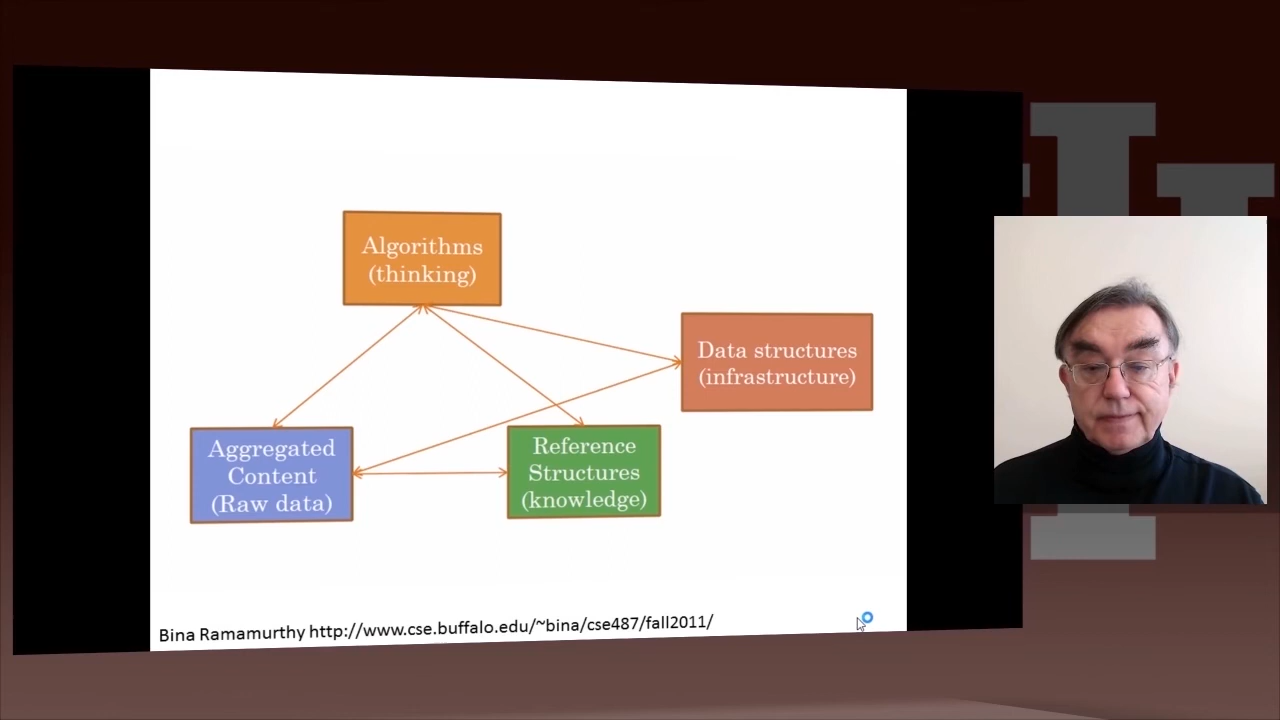 Algorithms
(thinking)
Data structures
(infrastructure)
Aggregated
Content
(Raw data)
Reference
Structures
(knowledge)
Bina Ramamurthy http://www.cse.buffalo.edu/~bina/cse487/fall2011/